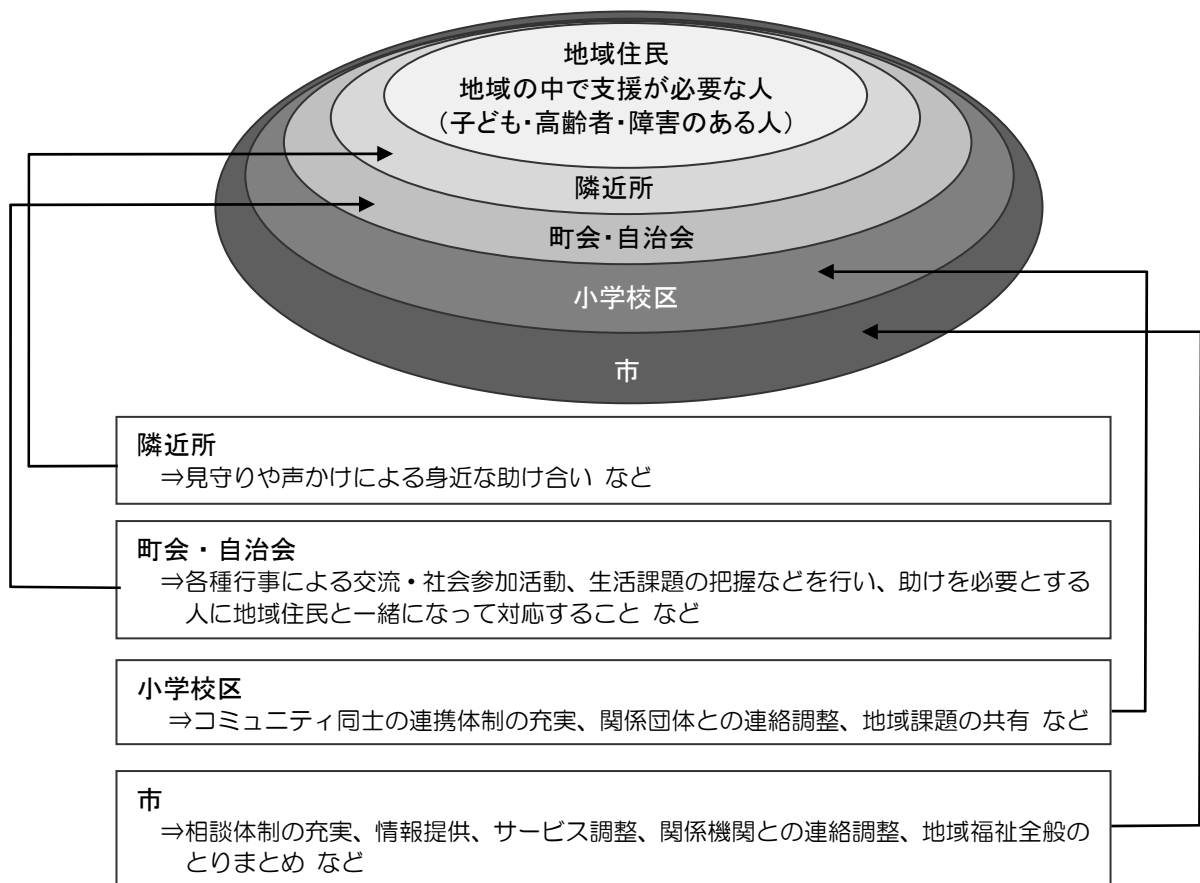 地域住民
地域の中で支援が必要な人
(子ども・高齢者・障害のある人)
隣近所
町会・自治会
小学校区
市
隣近所
⇒見守りや声かけによる身近な助け合い など
町会・自治会
⇒各種行事による交流・社会参加活動、生活課題の把握などを行い、助けを必要とする
人に地域住民と一緒になって対応すること など
小学校区
⇒コミュニティ同士の連携体制の充実、関係団体との連絡調整、地域課題の共有 など
市
⇒相談体制の充実、情報提供、サービス調整、関係機関との連絡調整、地域福祉全般の
とりまとめ など